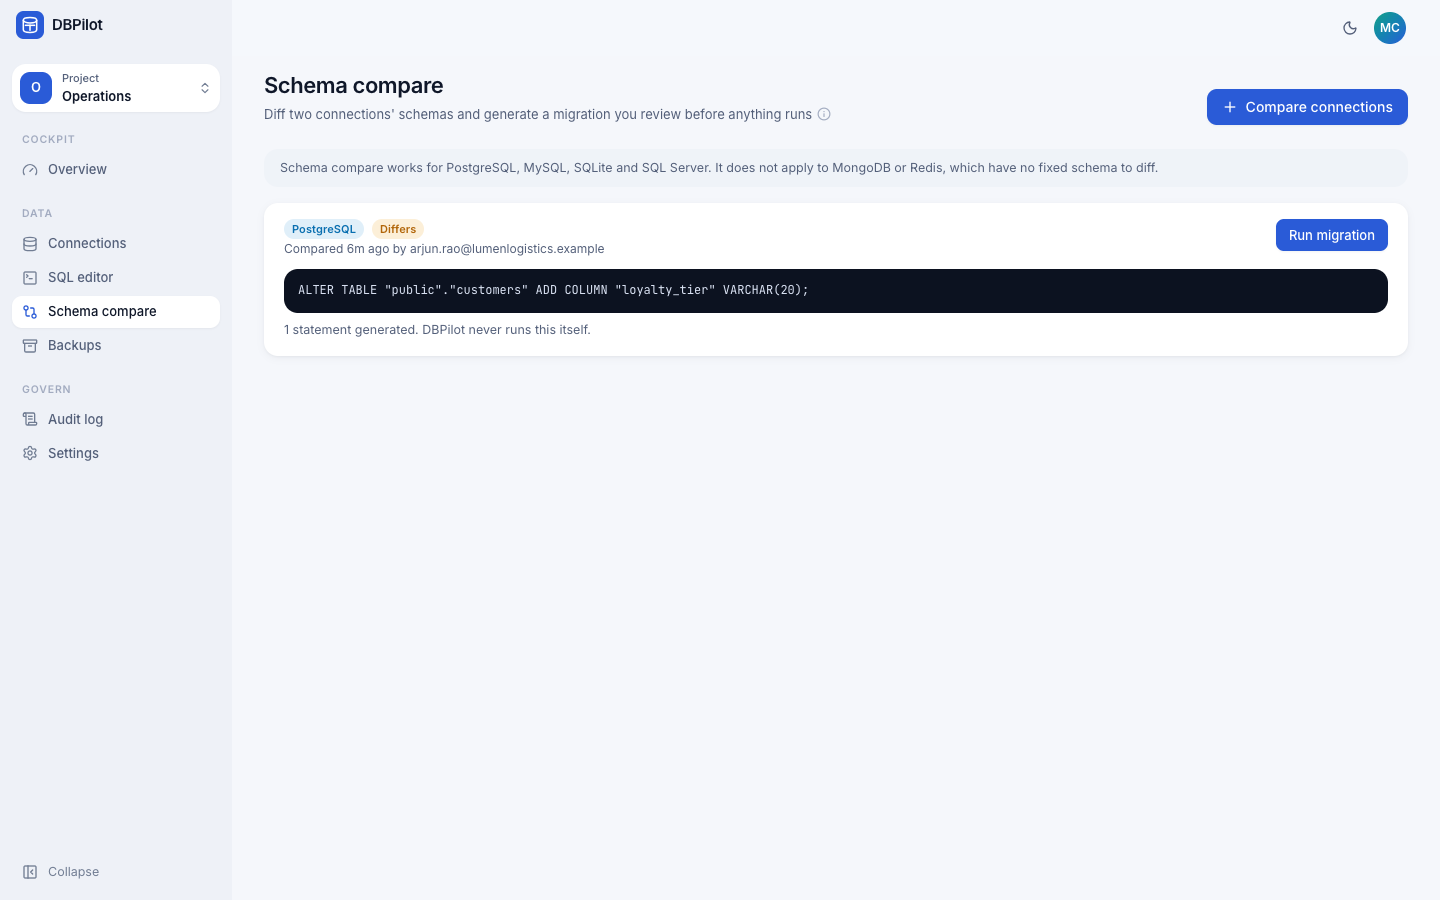 DBPilot
MC
O
Project
Operations
COCKPIT
Overview
DATA
Connections
SQL editor
Schema compare
Backups
GOVERN
Audit log
Settings
Collapse
Schema compare
Diff two connections' schemas and generate a migration you review before anything runs
Compare connections
Schema compare works for PostgreSQL, MySQL, SQLite and SQL Server. It does not apply to MongoDB or Redis, which have no fixed schema to diff.
PostgreSQL Differs
Compared 6m ago by arjun.rao@lumenlogistics.example
Run migration
ALTER TABLE "public"."customers" ADD COLUMN "loyalty_tier" VARCHAR(20);
1 statement generated. DBPilot never runs this itself.